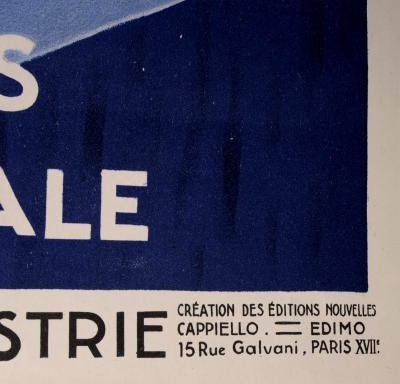 S
ALE
STRIE
CRÉATION DES ÉDITIONS NOUVELLES
CAPPIELLO. = EDIMO
15 Rue Galvani, PARIS XVIIe.